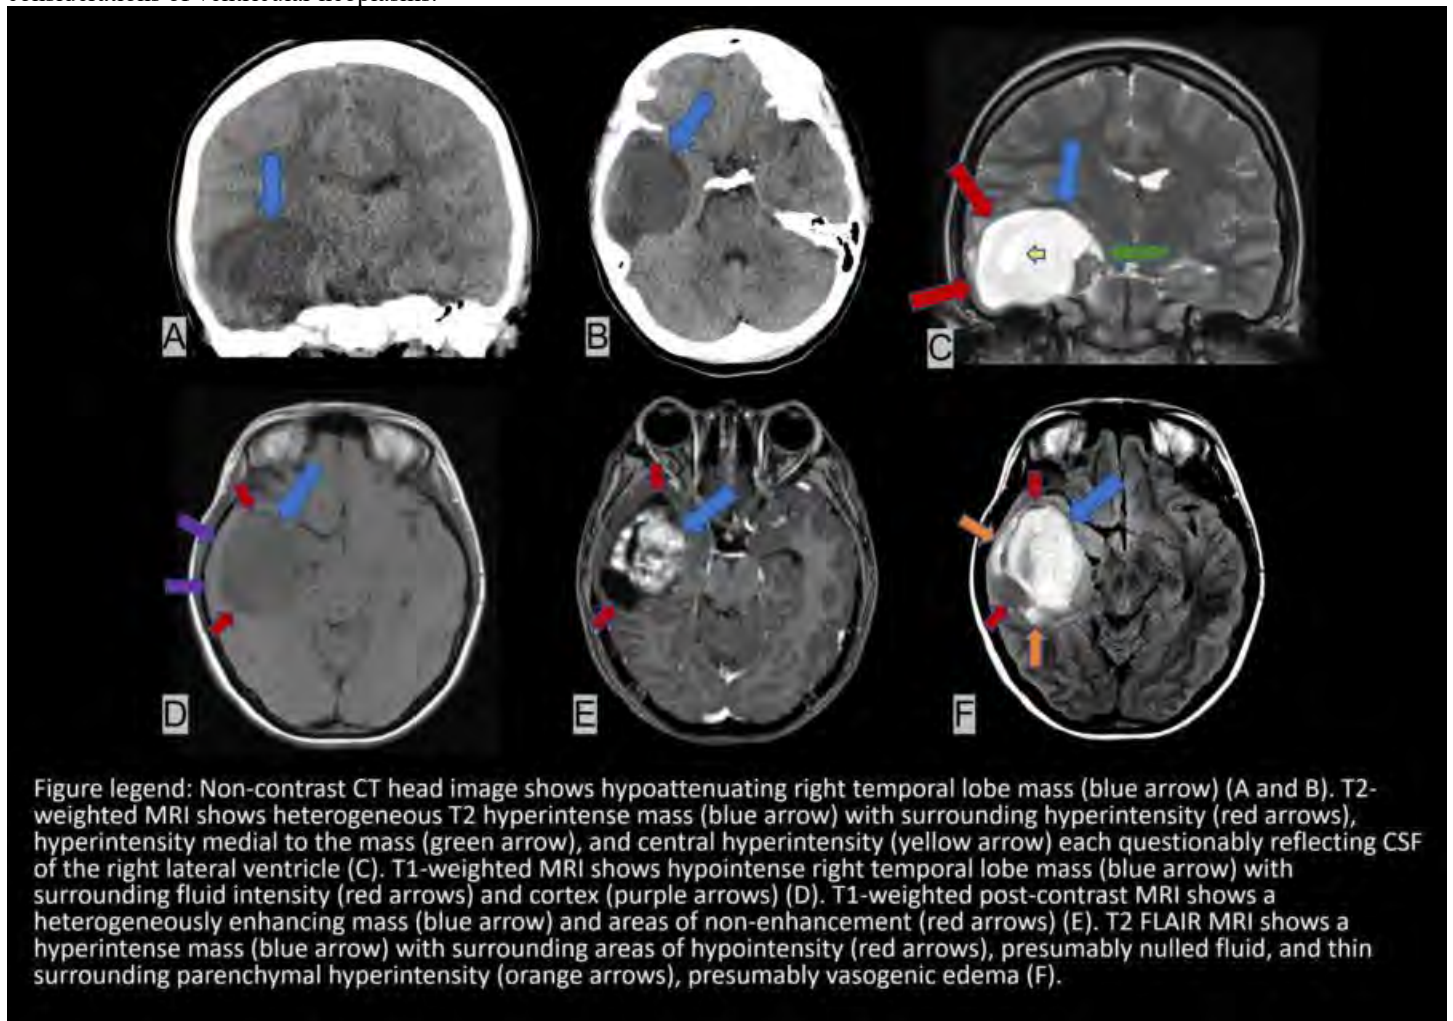 considerations of ventricular neoplasms.
A
B
C
D
E
F
Figure legend: Non-contrast CT head image shows hypoattenuating right temporal lobe mass (blue arrow) (A and B). T2-
weighted MRI shows heterogeneous T2 hyperintense mass (blue arrow) with surrounding hyperintensity (red arrows),
hyperintensity medial to the mass (green arrow), and central hyperintensity (yellow arrow) each questionably reflecting CSF
of the right lateral ventricle (C). T1-weighted MRI shows hypointense right temporal lobe mass (blue arrow) with
surrounding fluid intensity (red arrows) and cortex (purple arrows) (D). T1-weighted post-contrast MRI shows a
heterogeneously enhancing mass (blue arrow) and areas of non-enhancement (red arrows) (E). T2 FLAIR MRI shows a
hyperintense mass (blue arrow) with surrounding areas of hypointensity (red arrows), presumably nulled fluid, and thin
surrounding parenchymal hyperintensity (orange arrows), presumably vasogenic edema (F).